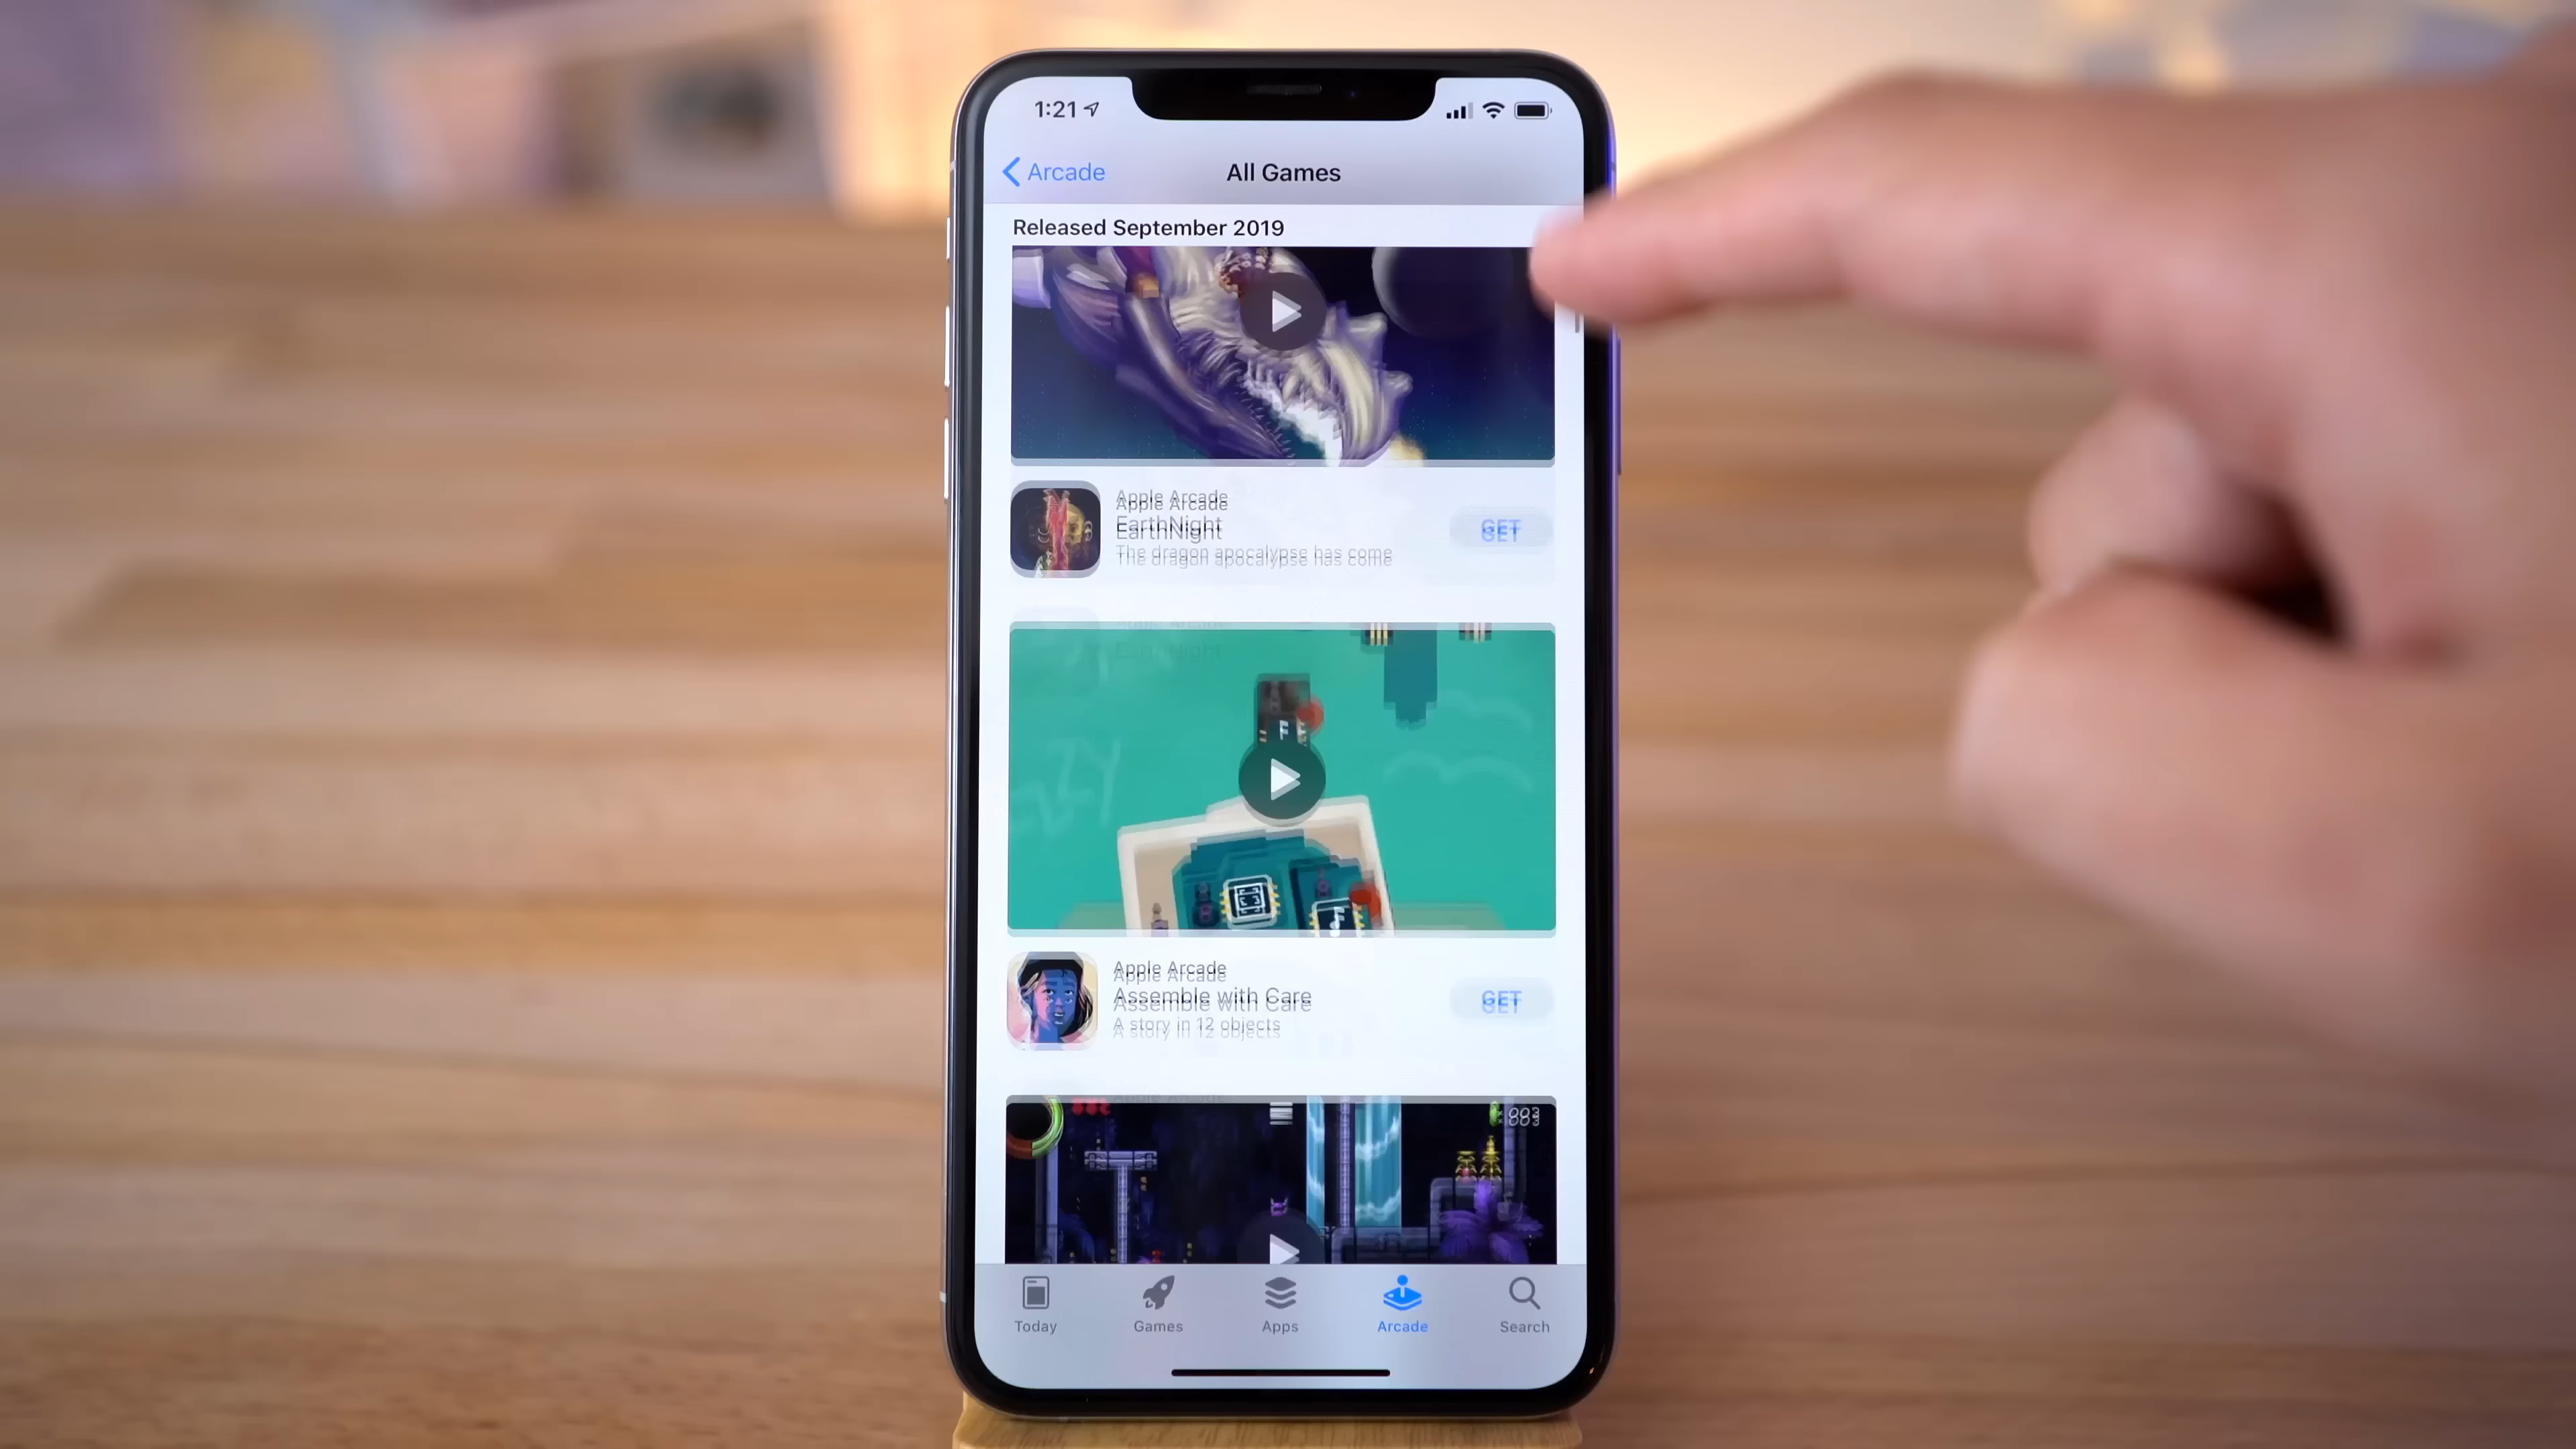 1:21
Arcade
All Games
Released September 2019
Apple Arcade
EarthNight
GET
The dragon apocalypse has come
F
Apple Arcade
Assemble with Care
GET
A story in 12 objects
003
Today
Games
Apps
Arcade
Search